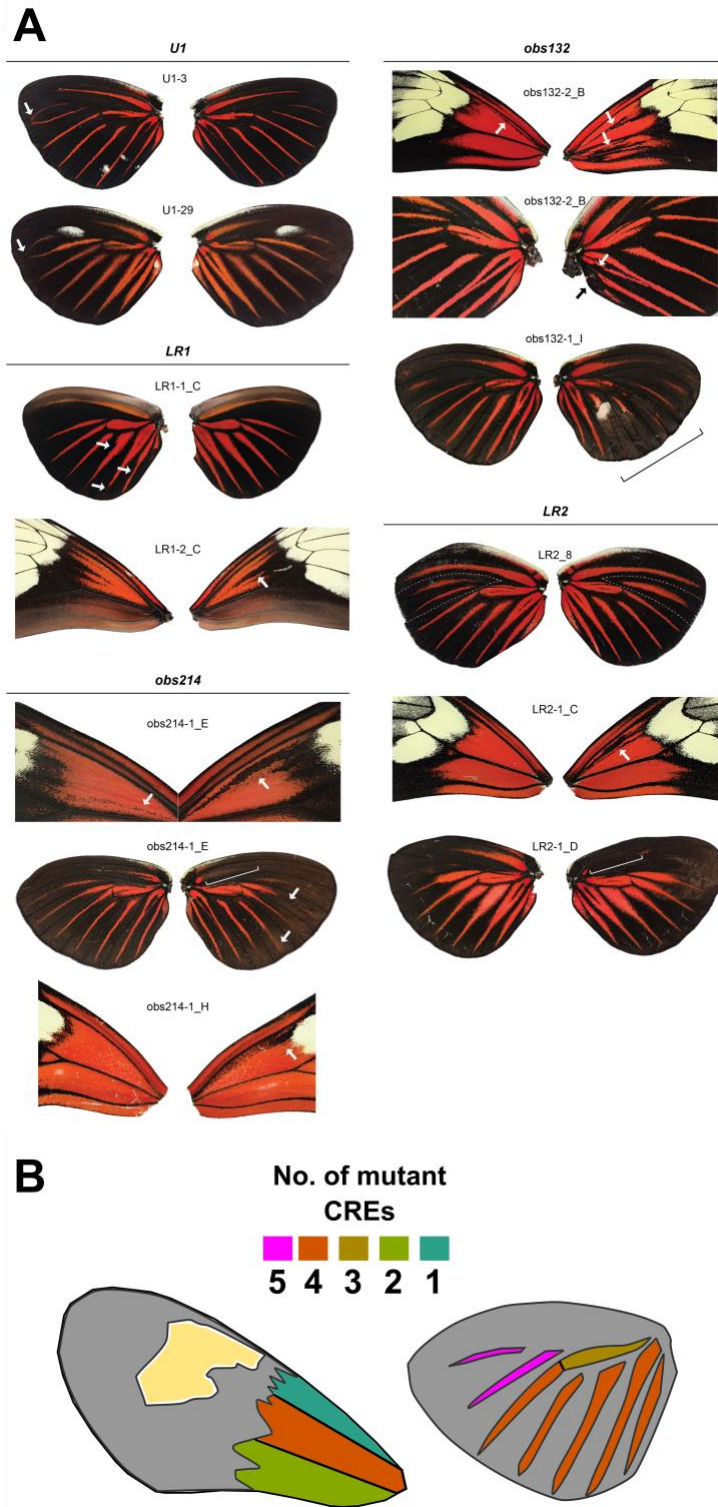 A
U1
U1-3
U1-29
LR1
LR1-1_C
LR1-2_C
obs214
obs214-1_E
obs214-1_E
obs214-1_H
obs132
obs132-2_B
obs132-2_B
obs132-1_I
LR2
LR2_8
LR2-1_C
LR2-1_D
B
No. of mutant
CREs
5 4 3 2 1